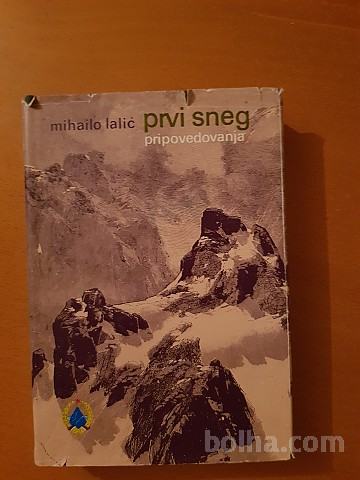 mihailo lalić prvi sneg
pripovedovanja
bolha.com